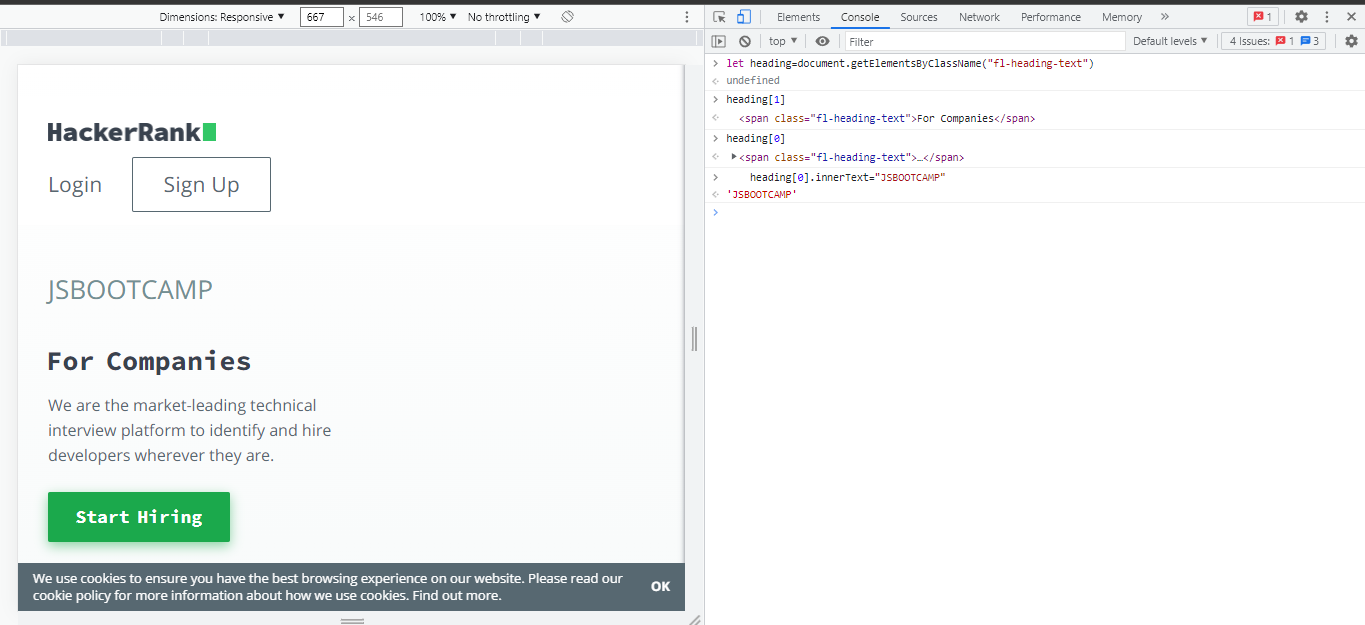 Dimensions: Responsive ▼ 667 × 546 100% ▼ No throttling ▼
HackerRank
Login Sign Up
JSBOOTCAMP
For Companies
We are the market-leading technical
interview platform to identify and hire
developers wherever they are.
Start Hiring
We use cookies to ensure you have the best browsing experience on our website. Please read our
cookie policy for more information about how we use cookies. Find out more.
OK
Elements Console Sources Network Performance Memory » 1
top ▼ Filter Default levels ▼ 4 Issues: 1 3
let heading=document.getElementsByClassName("fl-heading-text")
undefined
heading[1]
<span class="fl-heading-text">For Companies</span>
heading[0]
▶<span class="fl-heading-text">…</span>
heading[0].innerText="JSBOOTCAMP"
'JSBOOTCAMP'